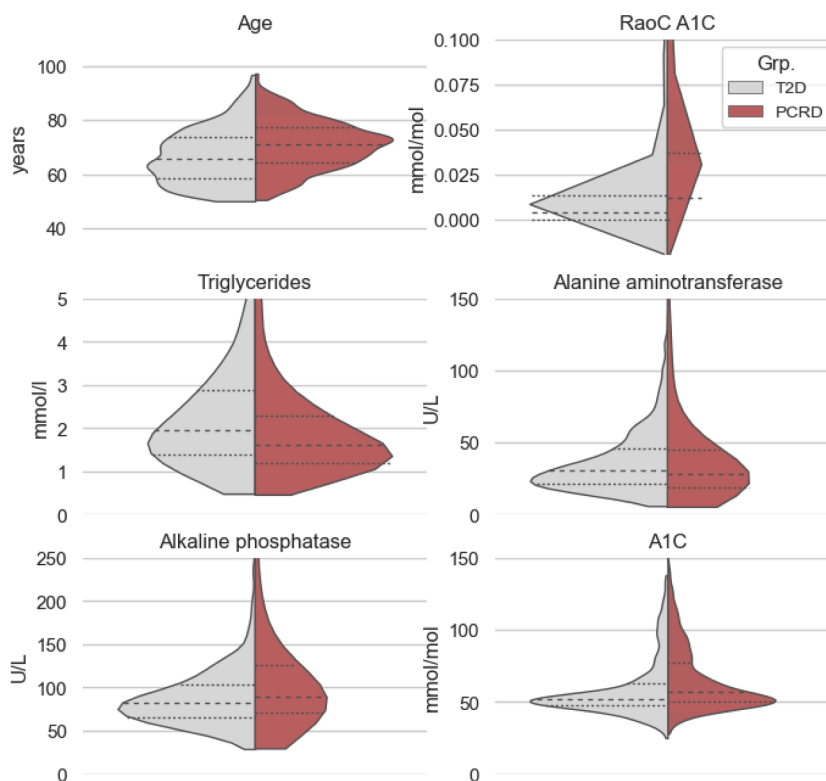 Age
years
100
80
60
40
RaoC A1C
mmol/mol
0.100
0.075
0.050
0.025
0.000
Grp.
T2D
PCRD
Triglycerides
mmol/l
5
4
3
2
1
0
Alanine aminotransferase
U/L
150
100
50
0
Alkaline phosphatase
U/L
250
200
150
100
50
0
A1C
mmol/mol
150
100
50
0